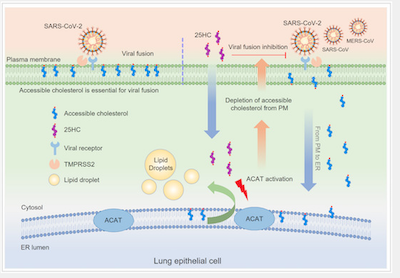 SARS-CoV-2
25HC
SARS-CoV-2
MERS-CoV
SARS-CoV
Viral fusion
Viral fusion inhibition
Plasma membrane
Accessible cholesterol is essential for viral fusion
Accessible cholesterol
25HC
Viral receptor
TMPRSS2
Lipid droplet
Depletion of accessible
cholesterol from PM
From PM to ER
Lipid
Droplets
ACAT activation
Cytosol
ACAT
ACAT
ER lumen
Lung epithelial cell